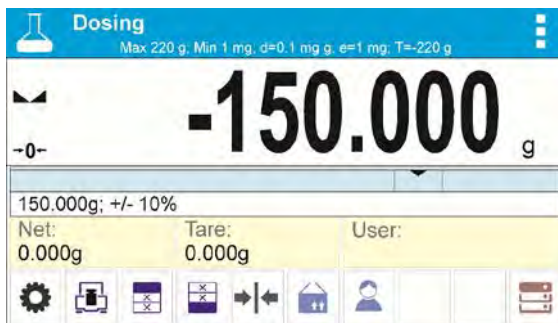 Dosing
Max 220 g; Min 1 mg, d=0.1 mg g, e=1 mg; T=-220 g
→0←
-150.000 g
150.000g; +/- 10%
Net: Tare: User:
0.000g 0.000g